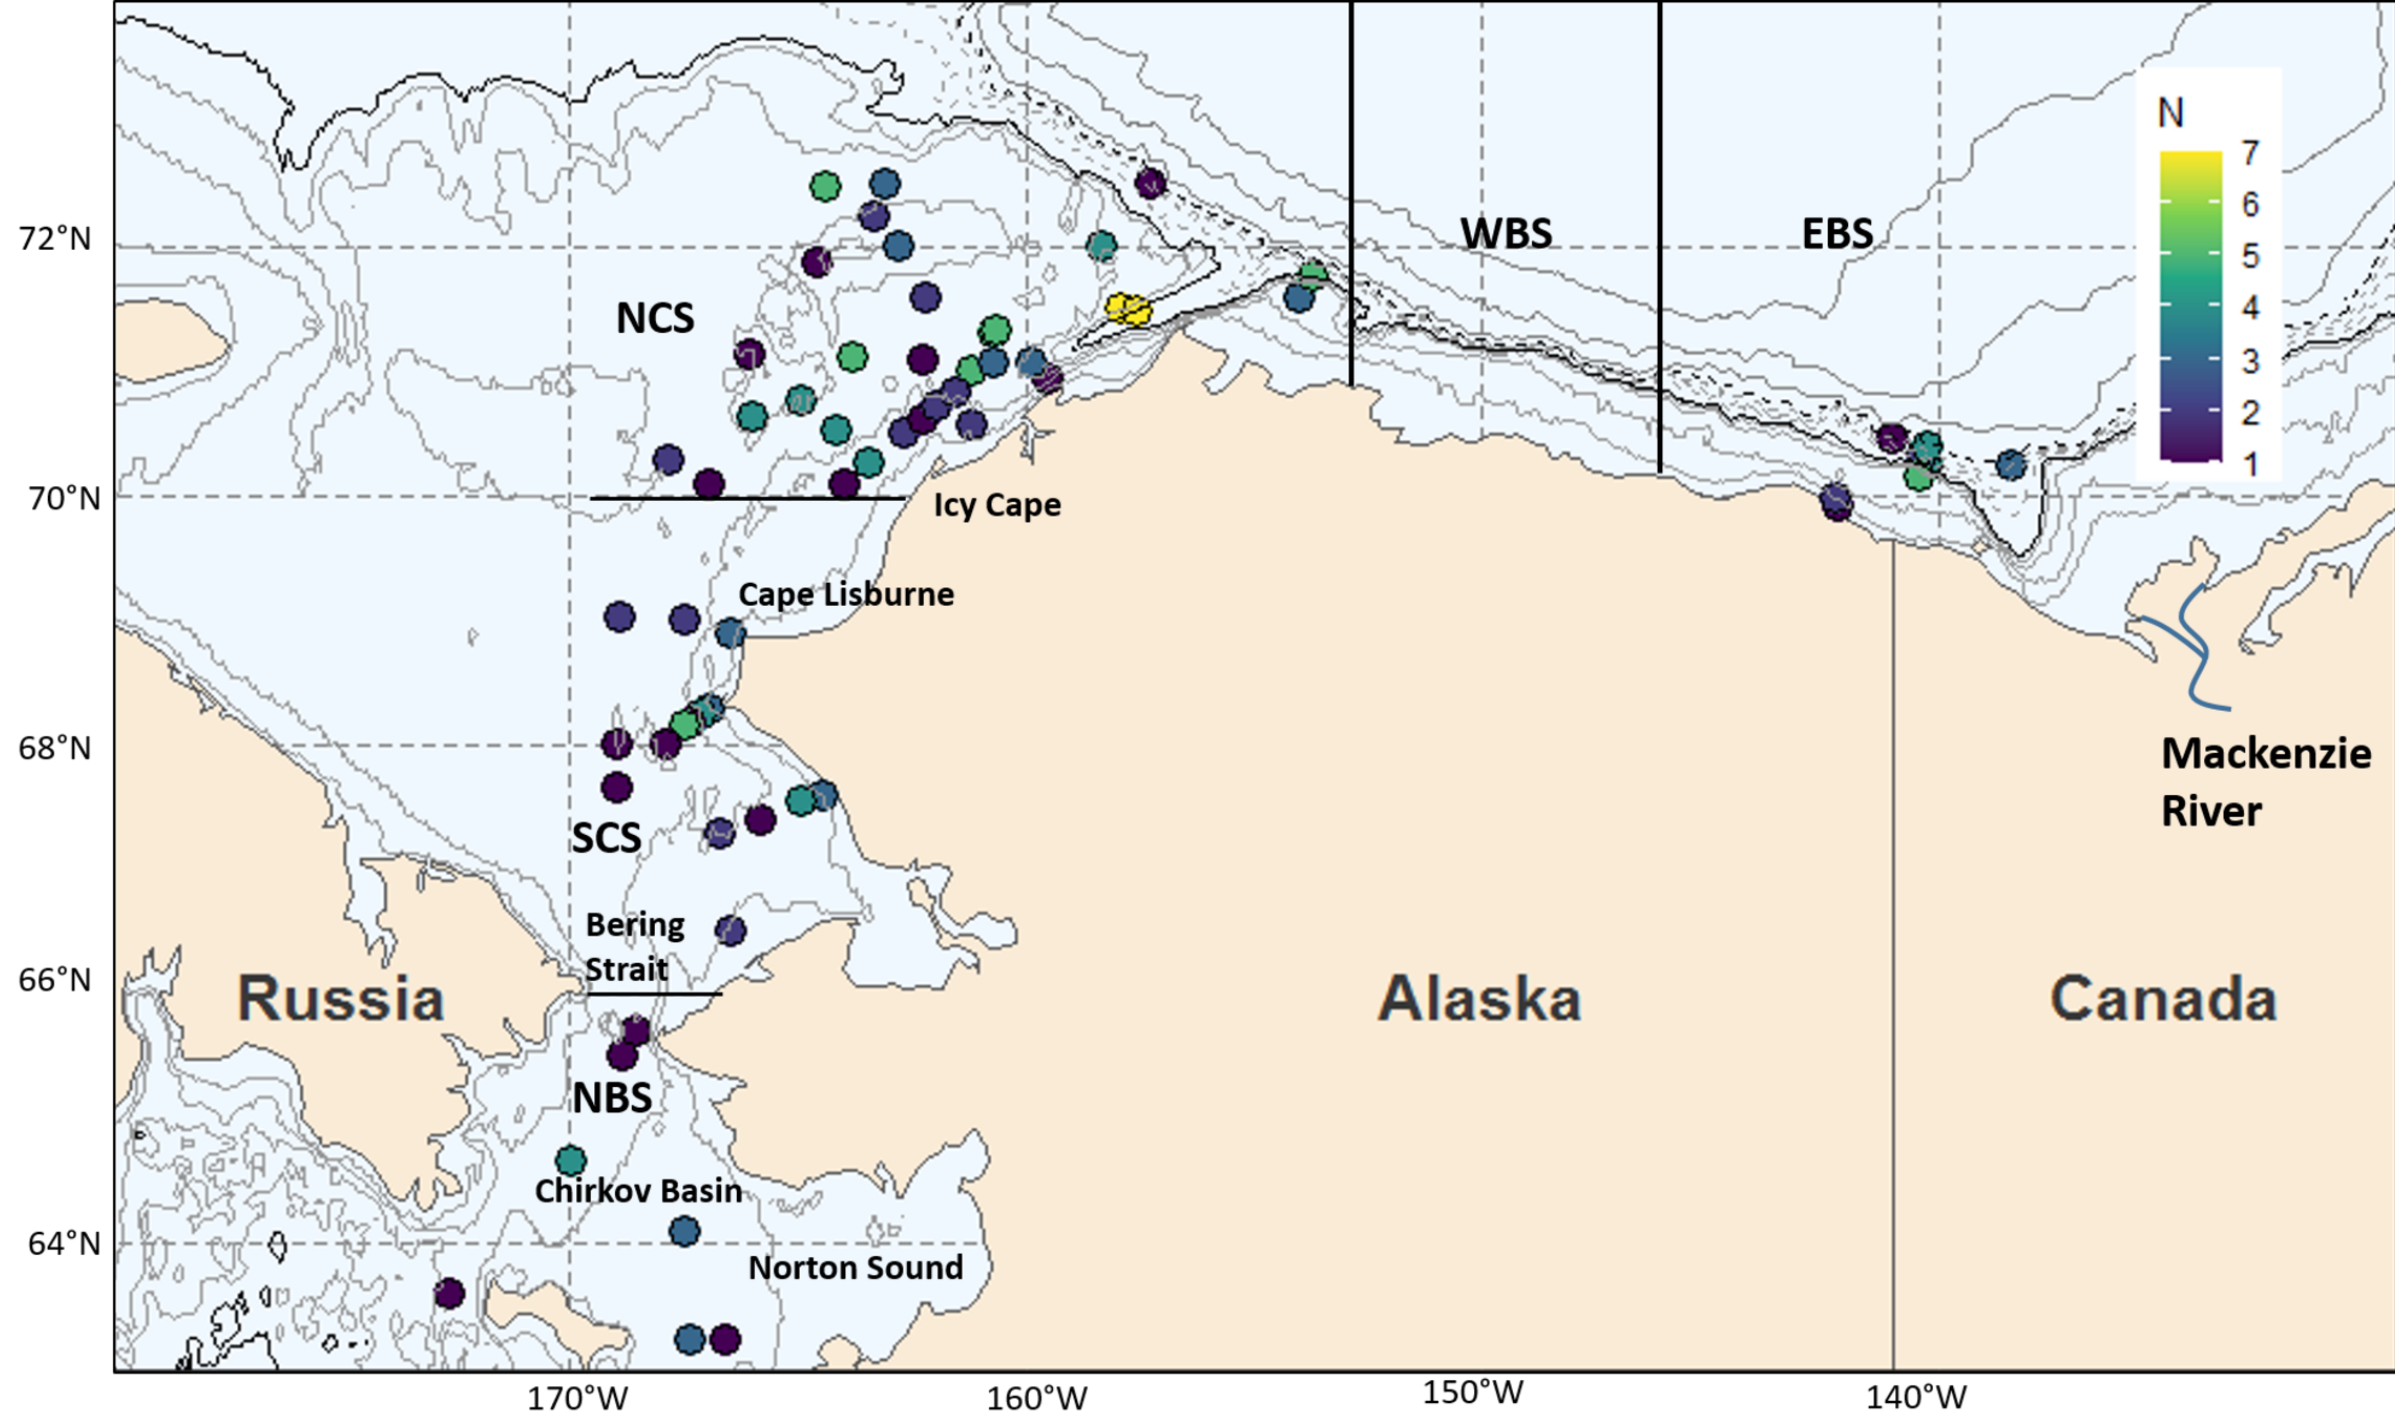 N
7
6
5
4
3
2
1
72°N
WBS
EBS
NCS
70°N
Icy Cape
Cape Lisburne
68°N
Mackenzie
River
SCS
Bering
Strait
66°N
Russia
Alaska
Canada
NBS
Chirkov Basin
64°N
Norton Sound
170°W
160°W
150°W
140°W